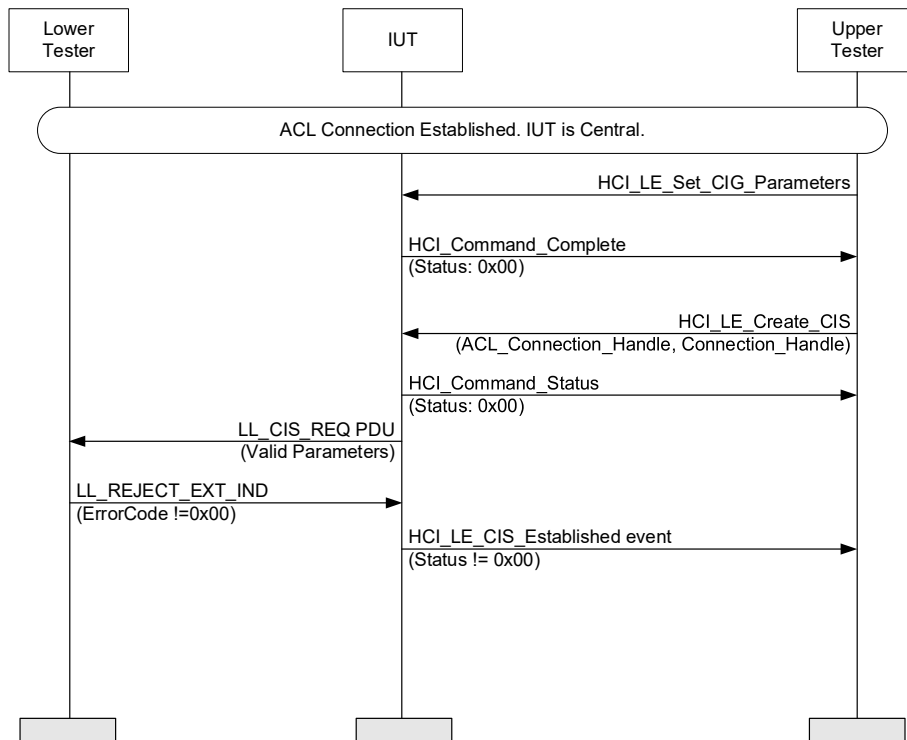 Lower
Tester
IUT
Upper
Tester
ACL Connection Established. IUT is Central.
HCI_LE_Set_CIG_Parameters
HCI_Command_Complete
(Status: 0x00)
HCI_LE_Create_CIS
(ACL_Connection_Handle, Connection_Handle)
HCI_Command_Status
(Status: 0x00)
LL_CIS_REQ PDU
(Valid Parameters)
LL_REJECT_EXT_IND
(ErrorCode !=0x00)
HCI_LE_CIS_Established event
(Status != 0x00)